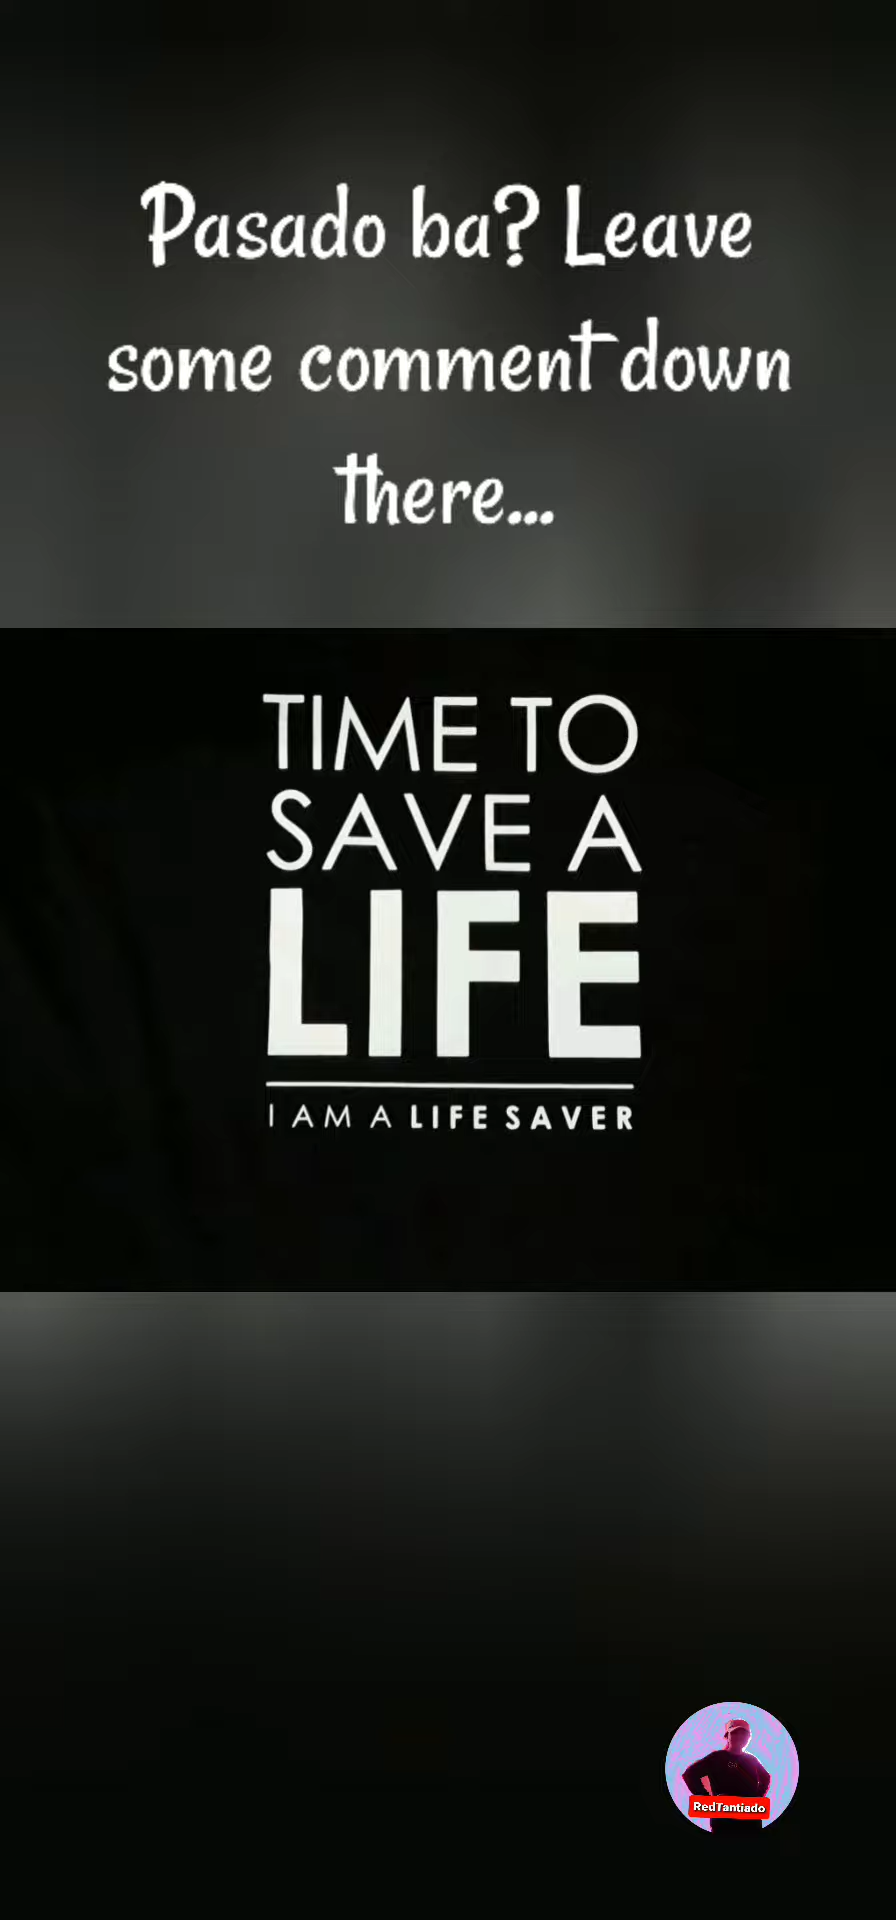 Pasado ba? Leave
some comment down
there...
TIME TO
SAVE A
LIFE
I AM A LIFE SAVER
RedTantiado